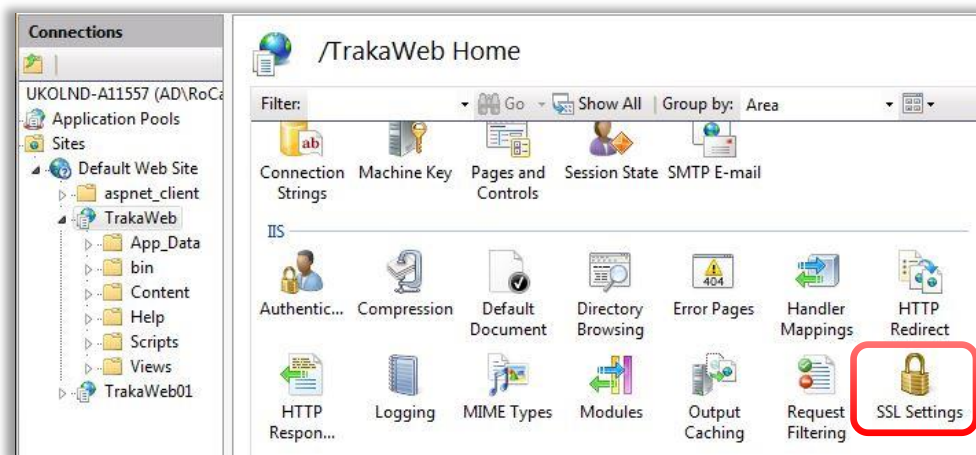 Connections
UKOLND-A11557 (AD\RoCa
Application Pools
Sites
Default Web Site
aspnet_client
TrakaWeb
App_Data
bin
Content
Help
Scripts
Views
TrakaWeb01
/TrakaWeb Home
Filter: Go Show All Group by: Area
ab
Connection Strings
Machine Key
Pages and Controls
Session State
SMTP E-mail
IIS
Authentic...
Compression
Default Document
Directory Browsing
Error Pages
404
Handler Mappings
HTTP Redirect
HTTP Respon...
Logging
MIME Types
Modules
Output Caching
Request Filtering
SSL Settings